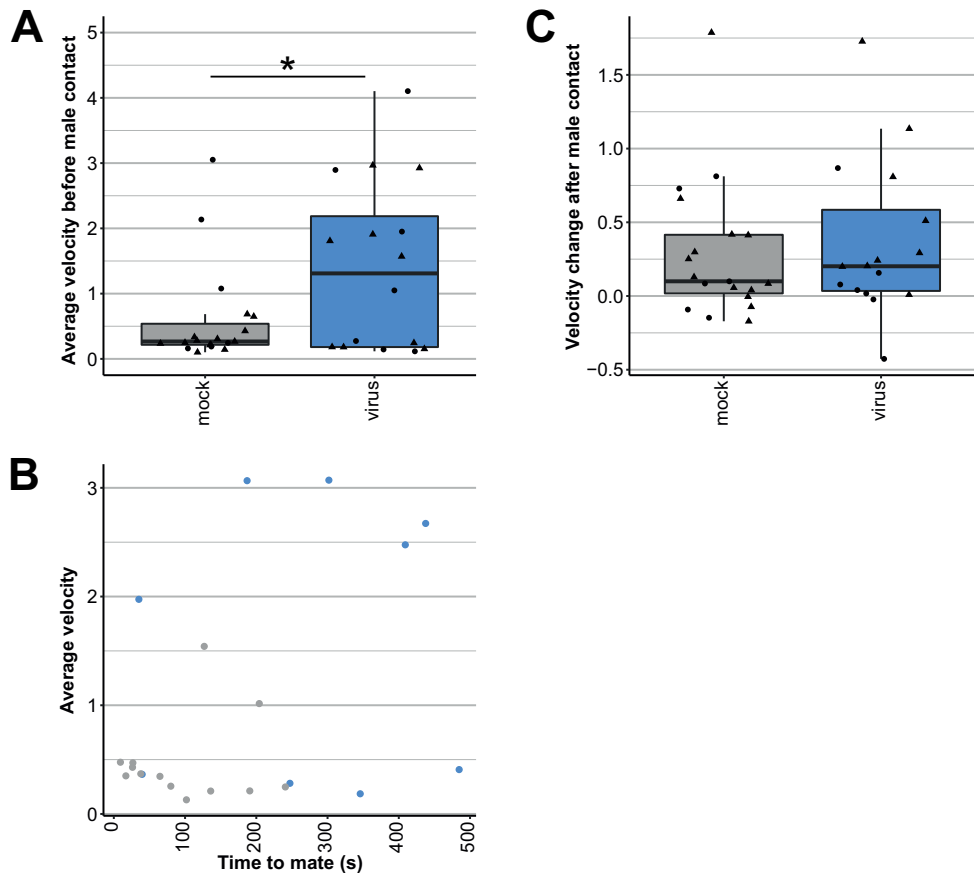 A
Average velocity before male contact
5
4
3
2
1
0
*
mock
virus
C
Velocity change after male contact
1.5
1.0
0.5
0.0
−0.5
mock
virus
B
Average velocity
3
2
1
0
0
100
200
300
400
500
Time to mate (s)